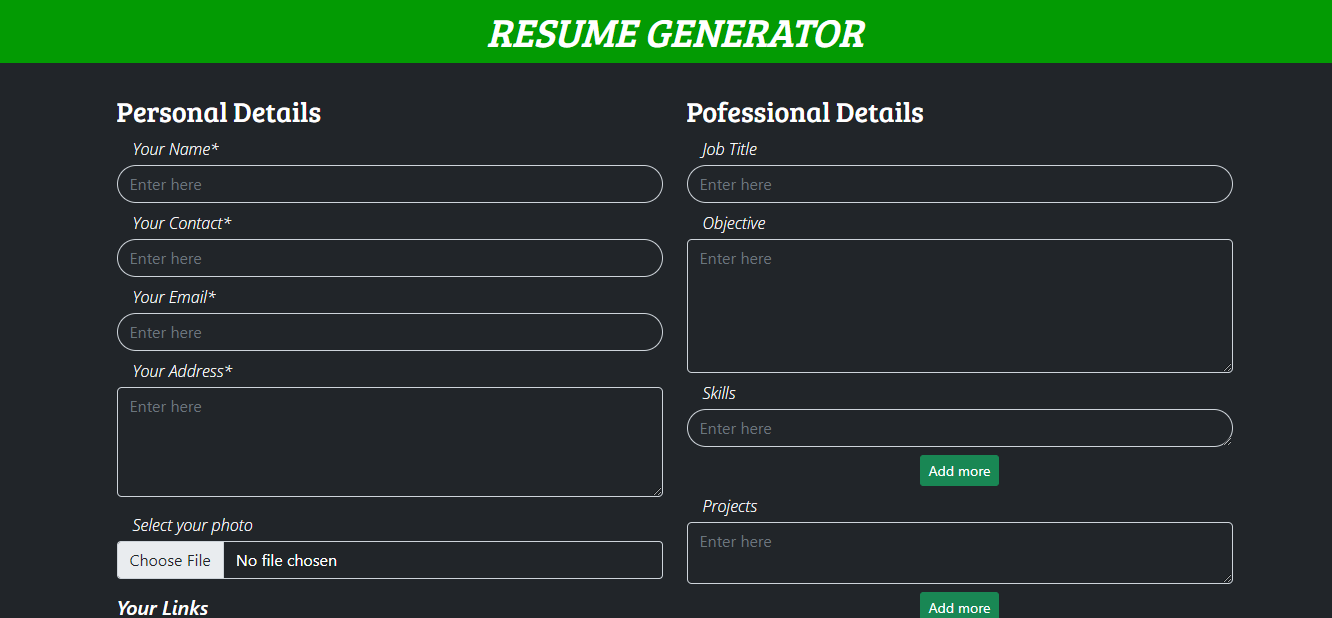 RESUME GENERATOR
Personal Details
Your Name*
Enter here
Your Contact*
Enter here
Your Email*
Enter here
Your Address*
Enter here
Select your photo
Choose File No file chosen
Your Links
Pofessional Details
Job Title
Enter here
Objective
Enter here
Skills
Enter here
Add more
Projects
Enter here
Add more